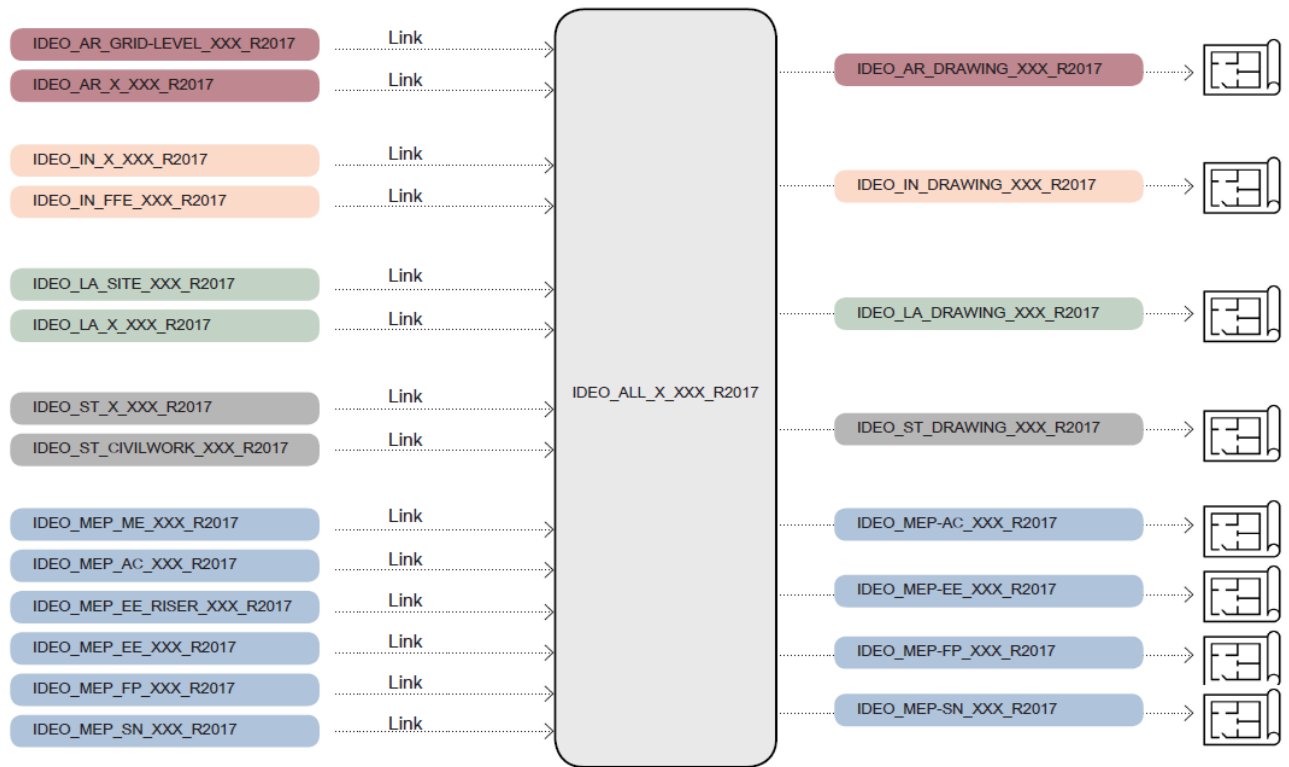 IDEO_AR_GRID-LEVEL_XXX_R2017
Link
IDEO_AR_X_XXX_R2017
Link
IDEO_IN_X_XXX_R2017
Link
IDEO_IN_FFE_XXX_R2017
Link
IDEO_LA_SITE_XXX_R2017
Link
IDEO_LA_X_XXX_R2017
Link
IDEO_ST_X_XXX_R2017
Link
IDEO_ST_CIVILWORK_XXX_R2017
Link
IDEO_MEP_ME_XXX_R2017
Link
IDEO_MEP_AC_XXX_R2017
Link
IDEO_MEP_EE_RISER_XXX_R2017
Link
IDEO_MEP_EE_XXX_R2017
Link
IDEO_MEP_FP_XXX_R2017
Link
IDEO_MEP_SN_XXX_R2017
Link
IDEO_ALL_X_XXX_R2017
IDEO_AR_DRAWING_XXX_R2017
IDEO_IN_DRAWING_XXX_R2017
IDEO_LA_DRAWING_XXX_R2017
IDEO_ST_DRAWING_XXX_R2017
IDEO_MEP-AC_XXX_R2017
IDEO_MEP-EE_XXX_R2017
IDEO_MEP-FP_XXX_R2017
IDEO_MEP-SN_XXX_R2017